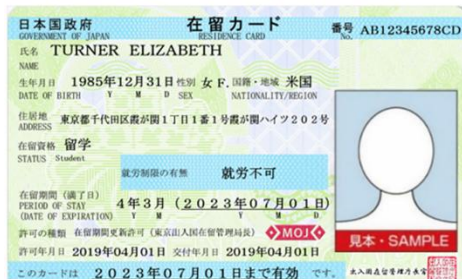 日本国政府 在留カード 番号 AB12345678CD
GOVERNMENT OF JAPAN RESIDENCE CARD No.
氏名 TURNER ELIZABETH
NAME
生年月日 1985年12月31日 性別 女 F. 国籍・地域 米国
DATE OF BIRTH Y M D SEX NATIONALITY/REGION
住居地 東京都千代田区霞が関1丁目1番1号霞が関ハイツ202号
ADDRESS
在留資格 留学
STATUS Student
就労制限の有無 就労不可
在留期間（満了日） 4年3月（2023年07月01日）
PERIOD OF STAY Y M Y M D
(DATE OF EXPIRATION)
許可の種類 在留期間更新許可（東京出入国在留管理局長） MOJ
許可年月日 2019年04月01日 交付年月日 2019年04月01日
見本・SAMPLE
このカードは 2023年07月01日まで有効 です。
出入国在留管理庁長官